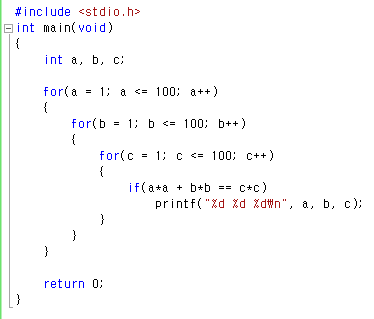 #include <stdio.h>
int main(void)
{
    int a, b, c;

    for(a = 1; a <= 100; a++)
    {
        for(b = 1; b <= 100; b++)
        {
            for(c = 1; c <= 100; c++)
            {
                if(a*a + b*b == c*c)
                    printf("%d %d %d₩n", a, b, c);
            }
        }
    }

    return 0;
}